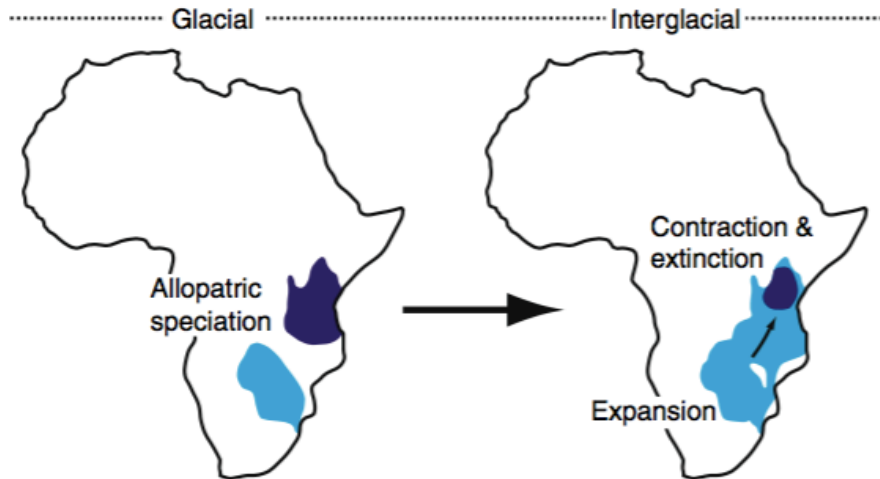 Glacial
Interglacial
Allopatric
speciation
Contraction &
extinction
Expansion